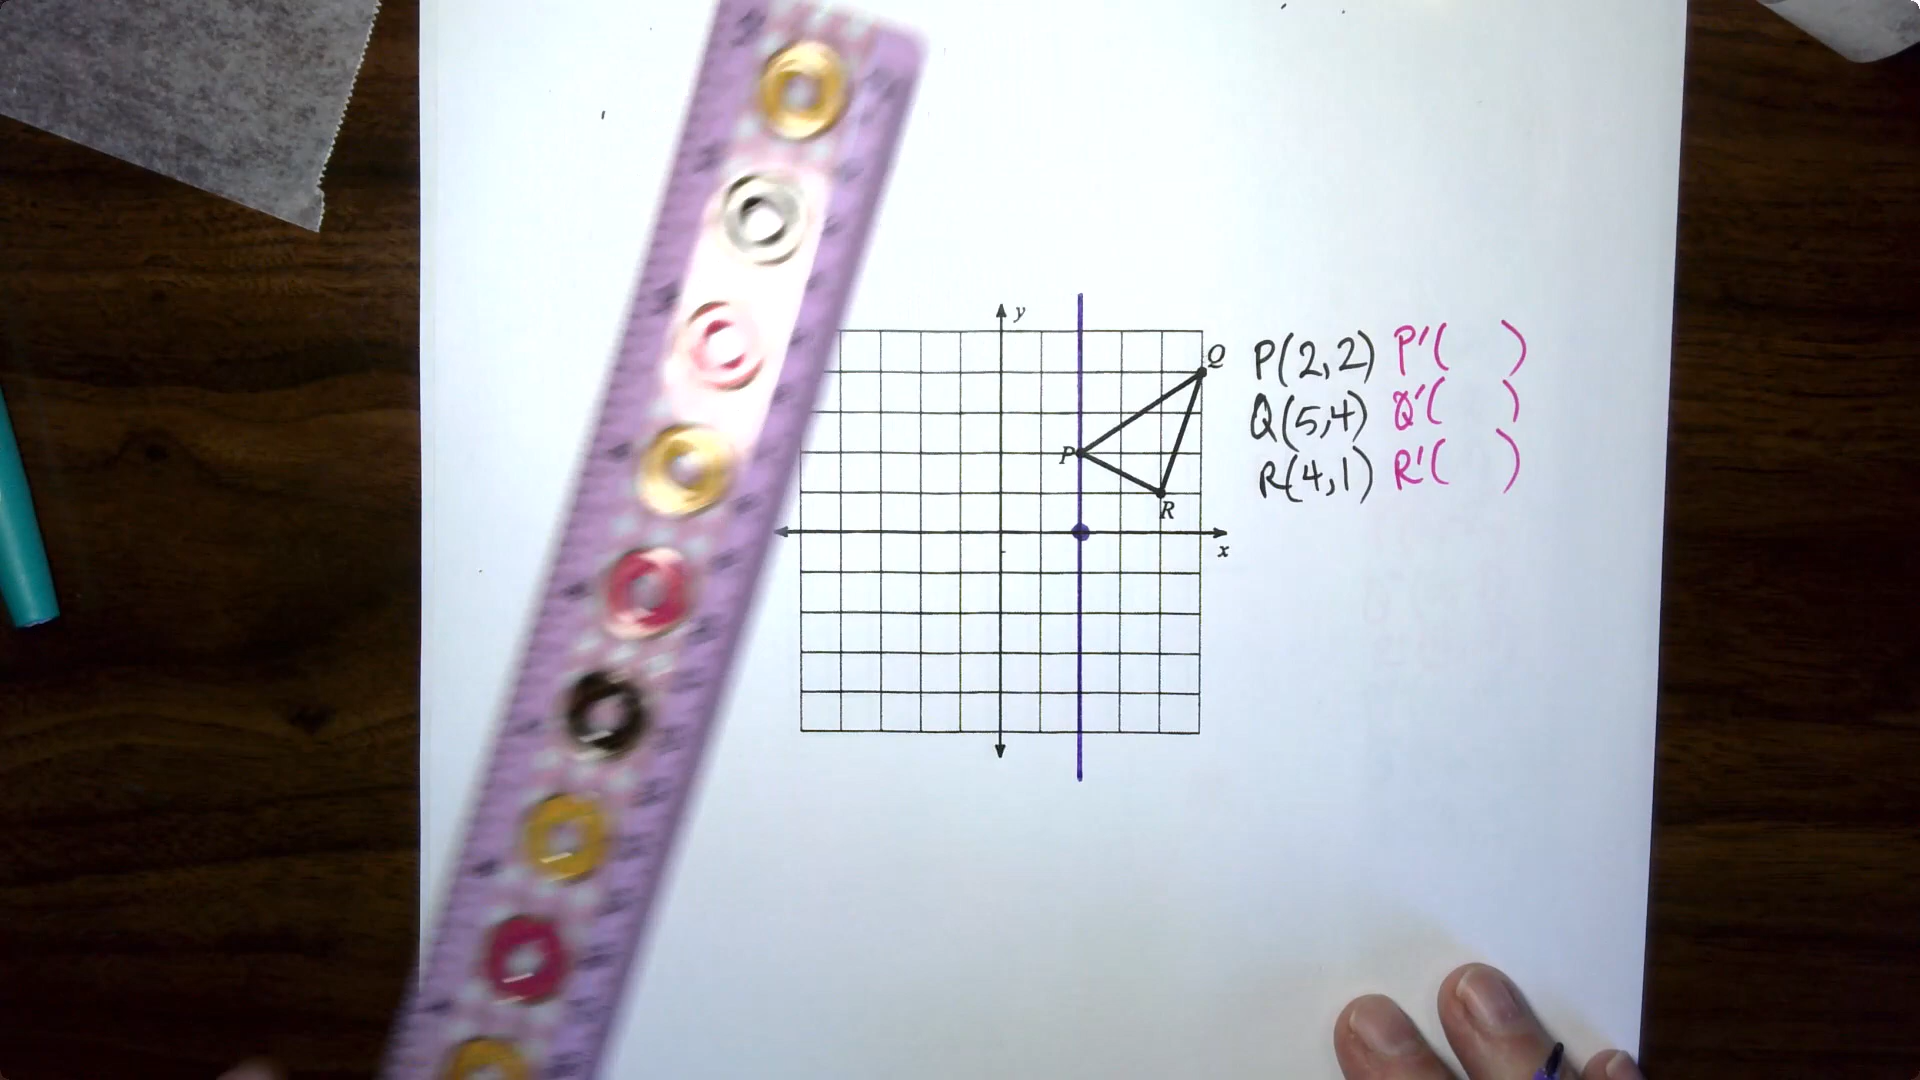 y
Q
P
R
x
P(2,2) P'( )
Q(5,4) Q'( )
R(4,1) R'( )